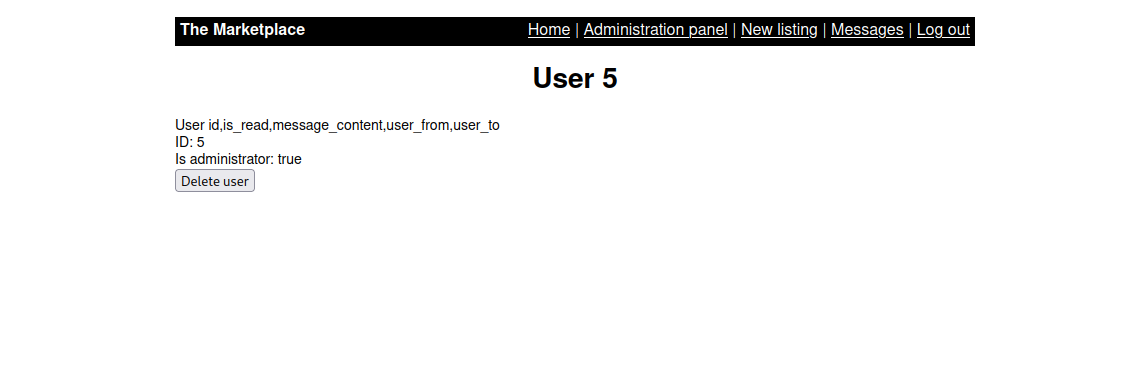 The Marketplace
Home | Administration panel | New listing | Messages | Log out
User 5
User id,is_read,message_content,user_from,user_to
ID: 5
Is administrator: true
Delete user